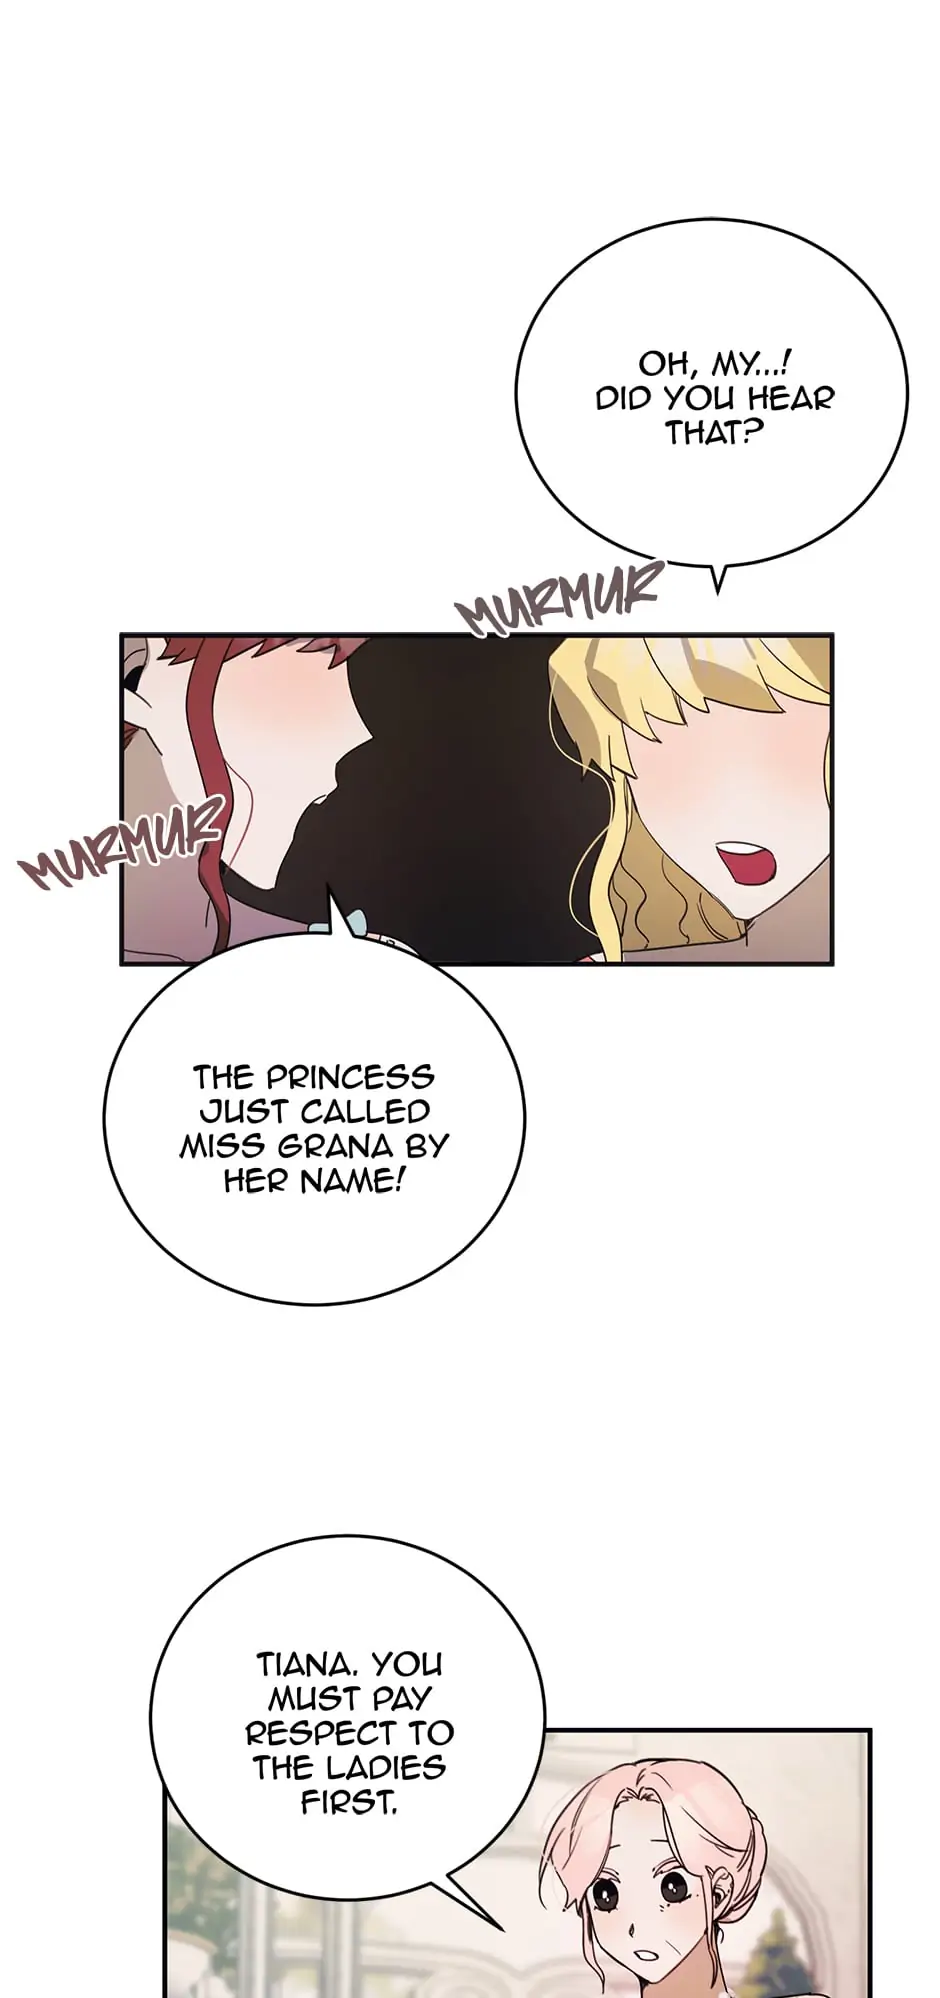 OH, MY...!
DID YOU HEAR
THAT?
MURMUR
MURMUR
THE PRINCESS
JUST CALLED
MISS GRANA BY
HER NAME!
TIANA. YOU
MUST PAY
RESPECT TO
THE LADIES
FIRST.